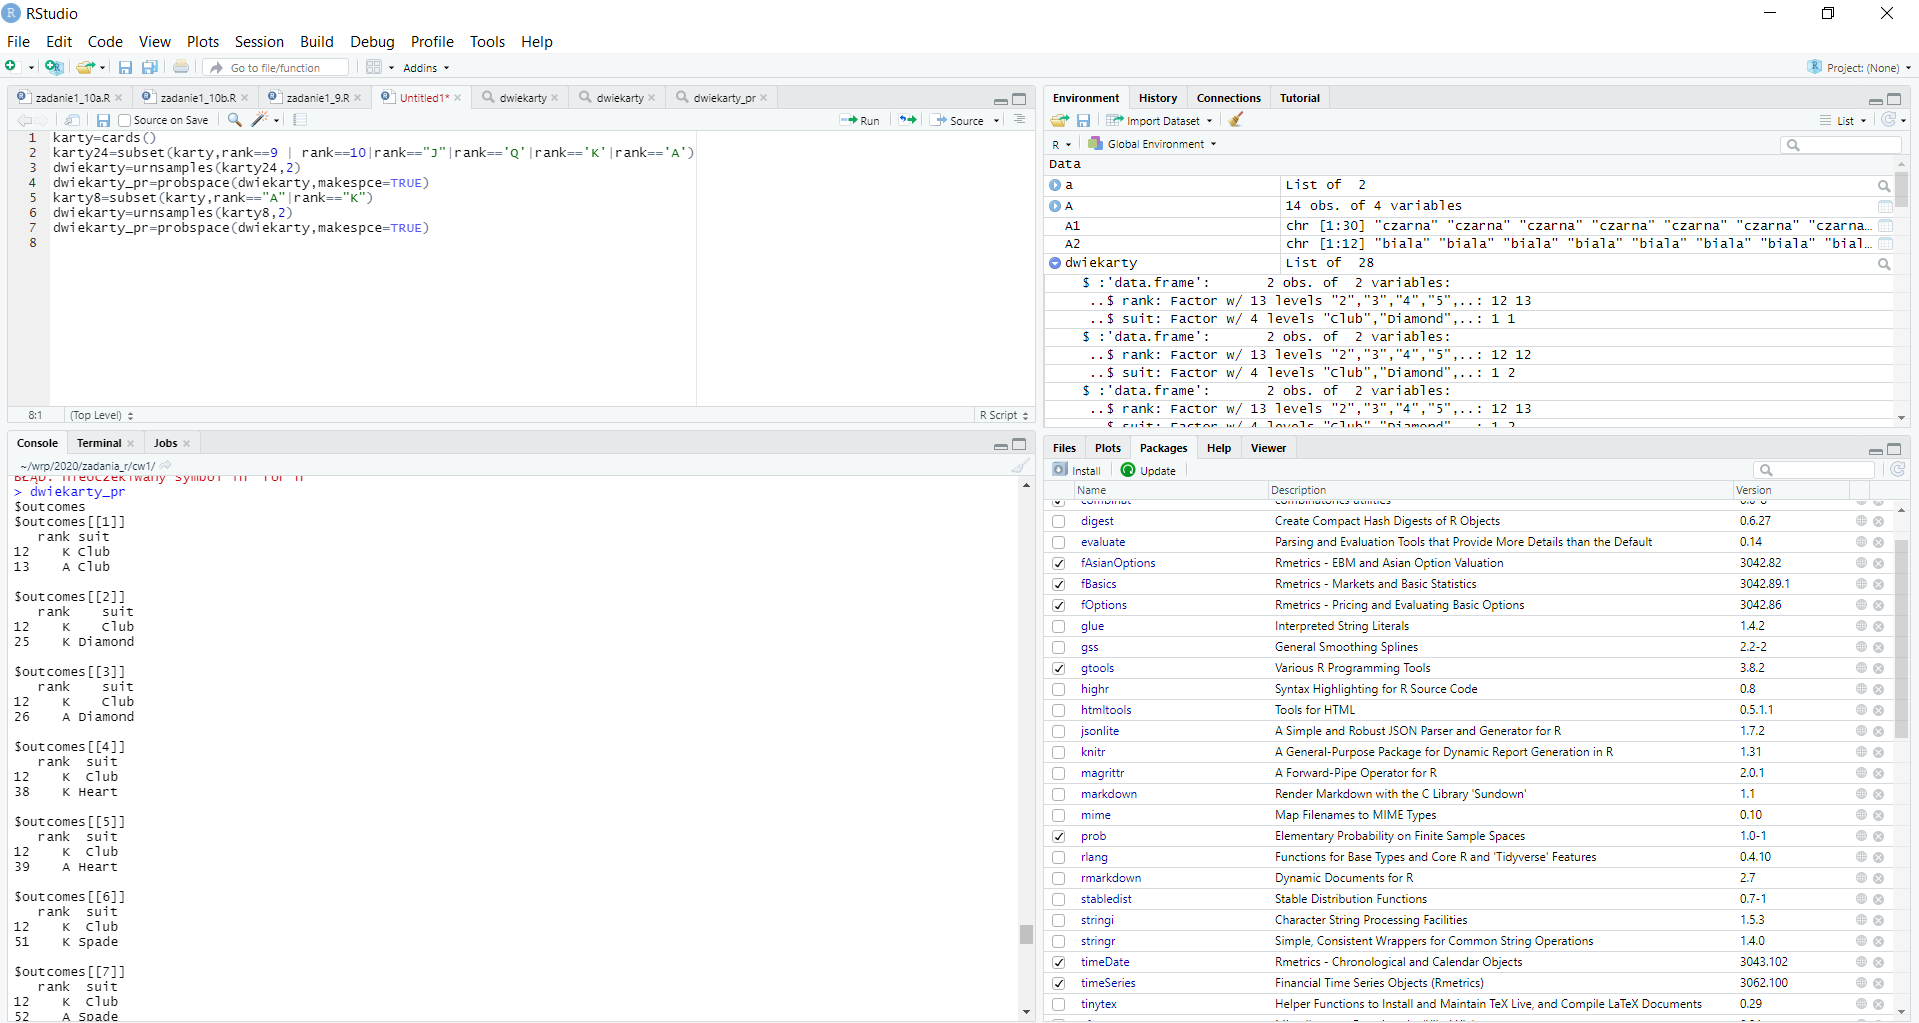 RStudio
File Edit Code View Plots Session Build Debug Profile Tools Help
Go to file/function Addins Project: (None)
zadanie1_10a.R zadanie1_10b.R zadanie1_9.R Untitled1* dwiekarty dwiekarty dwiekarty_pr
Source on Save Run Source
1 karty=cards()
2 karty24=subset(karty,rank==9 | rank==10|rank=="J"|rank=='Q'|rank=='K'|rank=='A')
3 dwiekarty=urnsamples(karty24,2)
4 dwiekarty_pr=probspace(dwiekarty,makespce=TRUE)
5 karty8=subset(karty,rank=="A"|rank=="K")
6 dwiekarty=urnsamples(karty8,2)
7 dwiekarty_pr=probspace(dwiekarty,makespce=TRUE)
8
8:1 (Top Level) R Script
Console Terminal Jobs
~/wrp/2020/zadania_r/cw1/
> dwiekarty_pr
$outcomes
$outcomes[[1]]
rank suit
12 K Club
13 A Club
$outcomes[[2]]
rank suit
12 K Club
25 K Diamond
$outcomes[[3]]
rank suit
12 K Club
26 A Diamond
$outcomes[[4]]
rank suit
12 K Club
38 K Heart
$outcomes[[5]]
rank suit
12 K Club
39 A Heart
$outcomes[[6]]
rank suit
12 K Club
51 K Spade
$outcomes[[7]]
rank suit
12 K Club
52 A Spade
Environment History Connections Tutorial
Import Dataset List
R Global Environment
Data
a List of 2
A 14 obs. of 4 variables
A1 chr [1:30] "czarna" "czarna" "czarna" "czarna" "czarna" "czarna" "czarna…
A2 chr [1:12] "biala" "biala" "biala" "biala" "biala" "biala" "biala" "bial…
dwiekarty List of 28
$ :'data.frame': 2 obs. of 2 variables:
..$ rank: Factor w/ 13 levels "2","3","4","5",..: 12 13
..$ suit: Factor w/ 4 levels "Club","Diamond",..: 1 1
$ :'data.frame': 2 obs. of 2 variables:
..$ rank: Factor w/ 13 levels "2","3","4","5",..: 12 12
..$ suit: Factor w/ 4 levels "Club","Diamond",..: 1 2
$ :'data.frame': 2 obs. of 2 variables:
..$ rank: Factor w/ 13 levels "2","3","4","5",..: 12 13
..$ suit: Factor w/ 4 levels "Club","Diamond",..: 1 2
Files Plots Packages Help Viewer
Install Update
Name Description Version
digest Create Compact Hash Digests of R Objects 0.6.27
evaluate Parsing and Evaluation Tools that Provide More Details than the Default 0.14
fAsianOptions Rmetrics - EBM and Asian Option Valuation 3042.82
fBasics Rmetrics - Markets and Basic Statistics 3042.89.1
fOptions Rmetrics - Pricing and Evaluating Basic Options 3042.86
glue Interpreted String Literals 1.4.2
gss General Smoothing Splines 2.2-2
gtools Various R Programming Tools 3.8.2
highr Syntax Highlighting for R Source Code 0.8
htmltools Tools for HTML 0.5.1.1
jsonlite A Simple and Robust JSON Parser and Generator for R 1.7.2
knitr A General-Purpose Package for Dynamic Report Generation in R 1.31
magrittr A Forward-Pipe Operator for R 2.0.1
markdown Render Markdown with the C Library 'Sundown' 1.1
mime Map Filenames to MIME Types 0.10
prob Elementary Probability on Finite Sample Spaces 1.0-1
rlang Functions for Base Types and Core R and 'Tidyverse' Features 0.4.10
rmarkdown Dynamic Documents for R 2.7
stabledist Stable Distribution Functions 0.7-1
stringi Character String Processing Facilities 1.5.3
stringr Simple, Consistent Wrappers for Common String Operations 1.4.0
timeDate Rmetrics - Chronological and Calendar Objects 3043.102
timeSeries Financial Time Series Objects (Rmetrics) 3062.100
tinytex Helper Functions to Install and Maintain TeX Live, and Compile LaTeX Documents 0.29